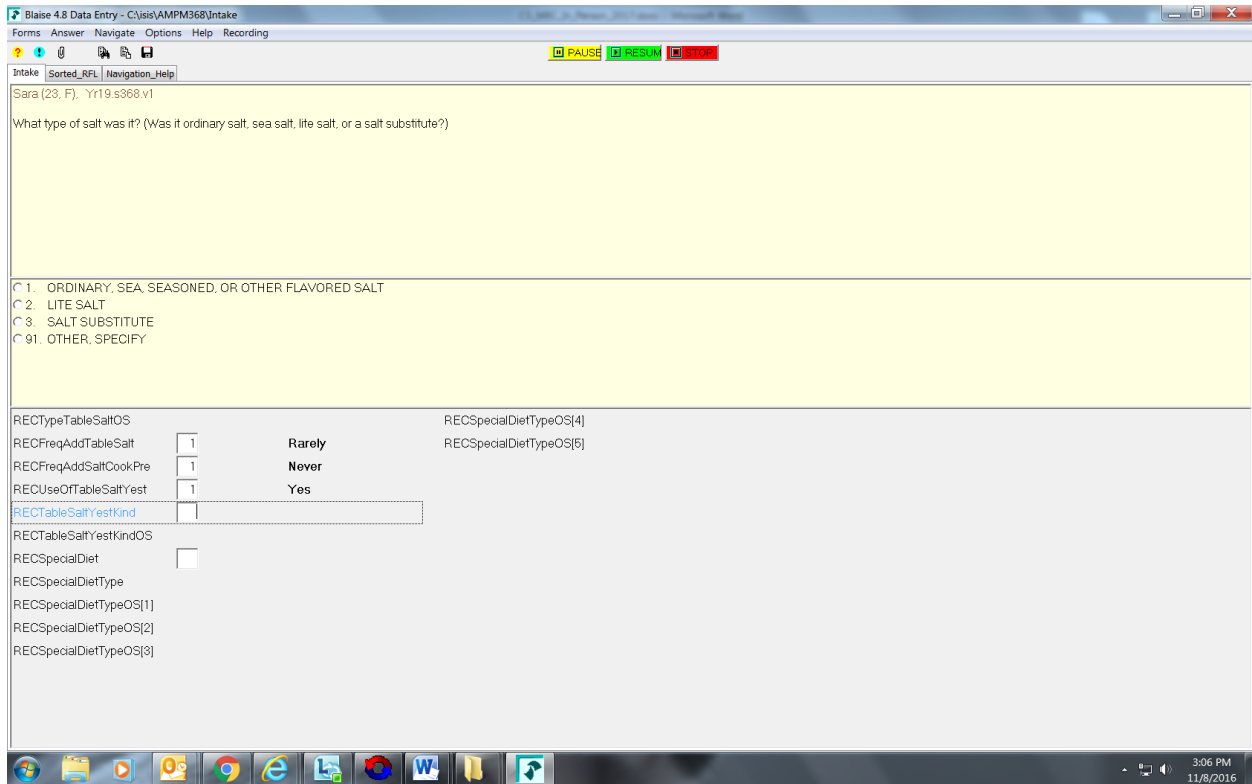 Blaise 4.8 Data Entry - C:\isis\AMPM368\Intake
Forms Answer Navigate Options Help Recording
PAUSE RESUM STOP
Intake Sorted_RFL Navigation_Help
Sara (23, F), Yr19.s368.v1
What type of salt was it? (Was it ordinary salt, sea salt, lite salt, or a salt substitute?)
1. ORDINARY, SEA, SEASONED, OR OTHER FLAVORED SALT
2. LITE SALT
3. SALT SUBSTITUTE
91. OTHER, SPECIFY
RECTypeTableSaltOS RECSpecialDietTypeOS[4]
RECFreqAddTableSalt 1 Rarely RECSpecialDietTypeOS[5]
RECFreqAddSaltCookPre 1 Never
RECUseOfTableSaltYest 1 Yes
RECTableSaltYestKind
RECTableSaltYestKindOS
RECSpecialDiet
RECSpecialDietType
RECSpecialDietTypeOS[1]
RECSpecialDietTypeOS[2]
RECSpecialDietTypeOS[3]
3:06 PM
11/8/2016